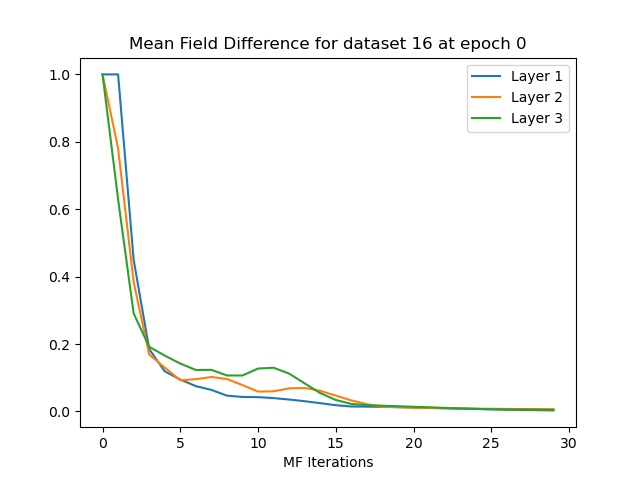 Mean Field Difference for dataset 16 at epoch 0
Layer 1
Layer 2
Layer 3
1.0
0.8
0.6
0.4
0.2
0.0
0 5 10 15 20 25 30
MF Iterations